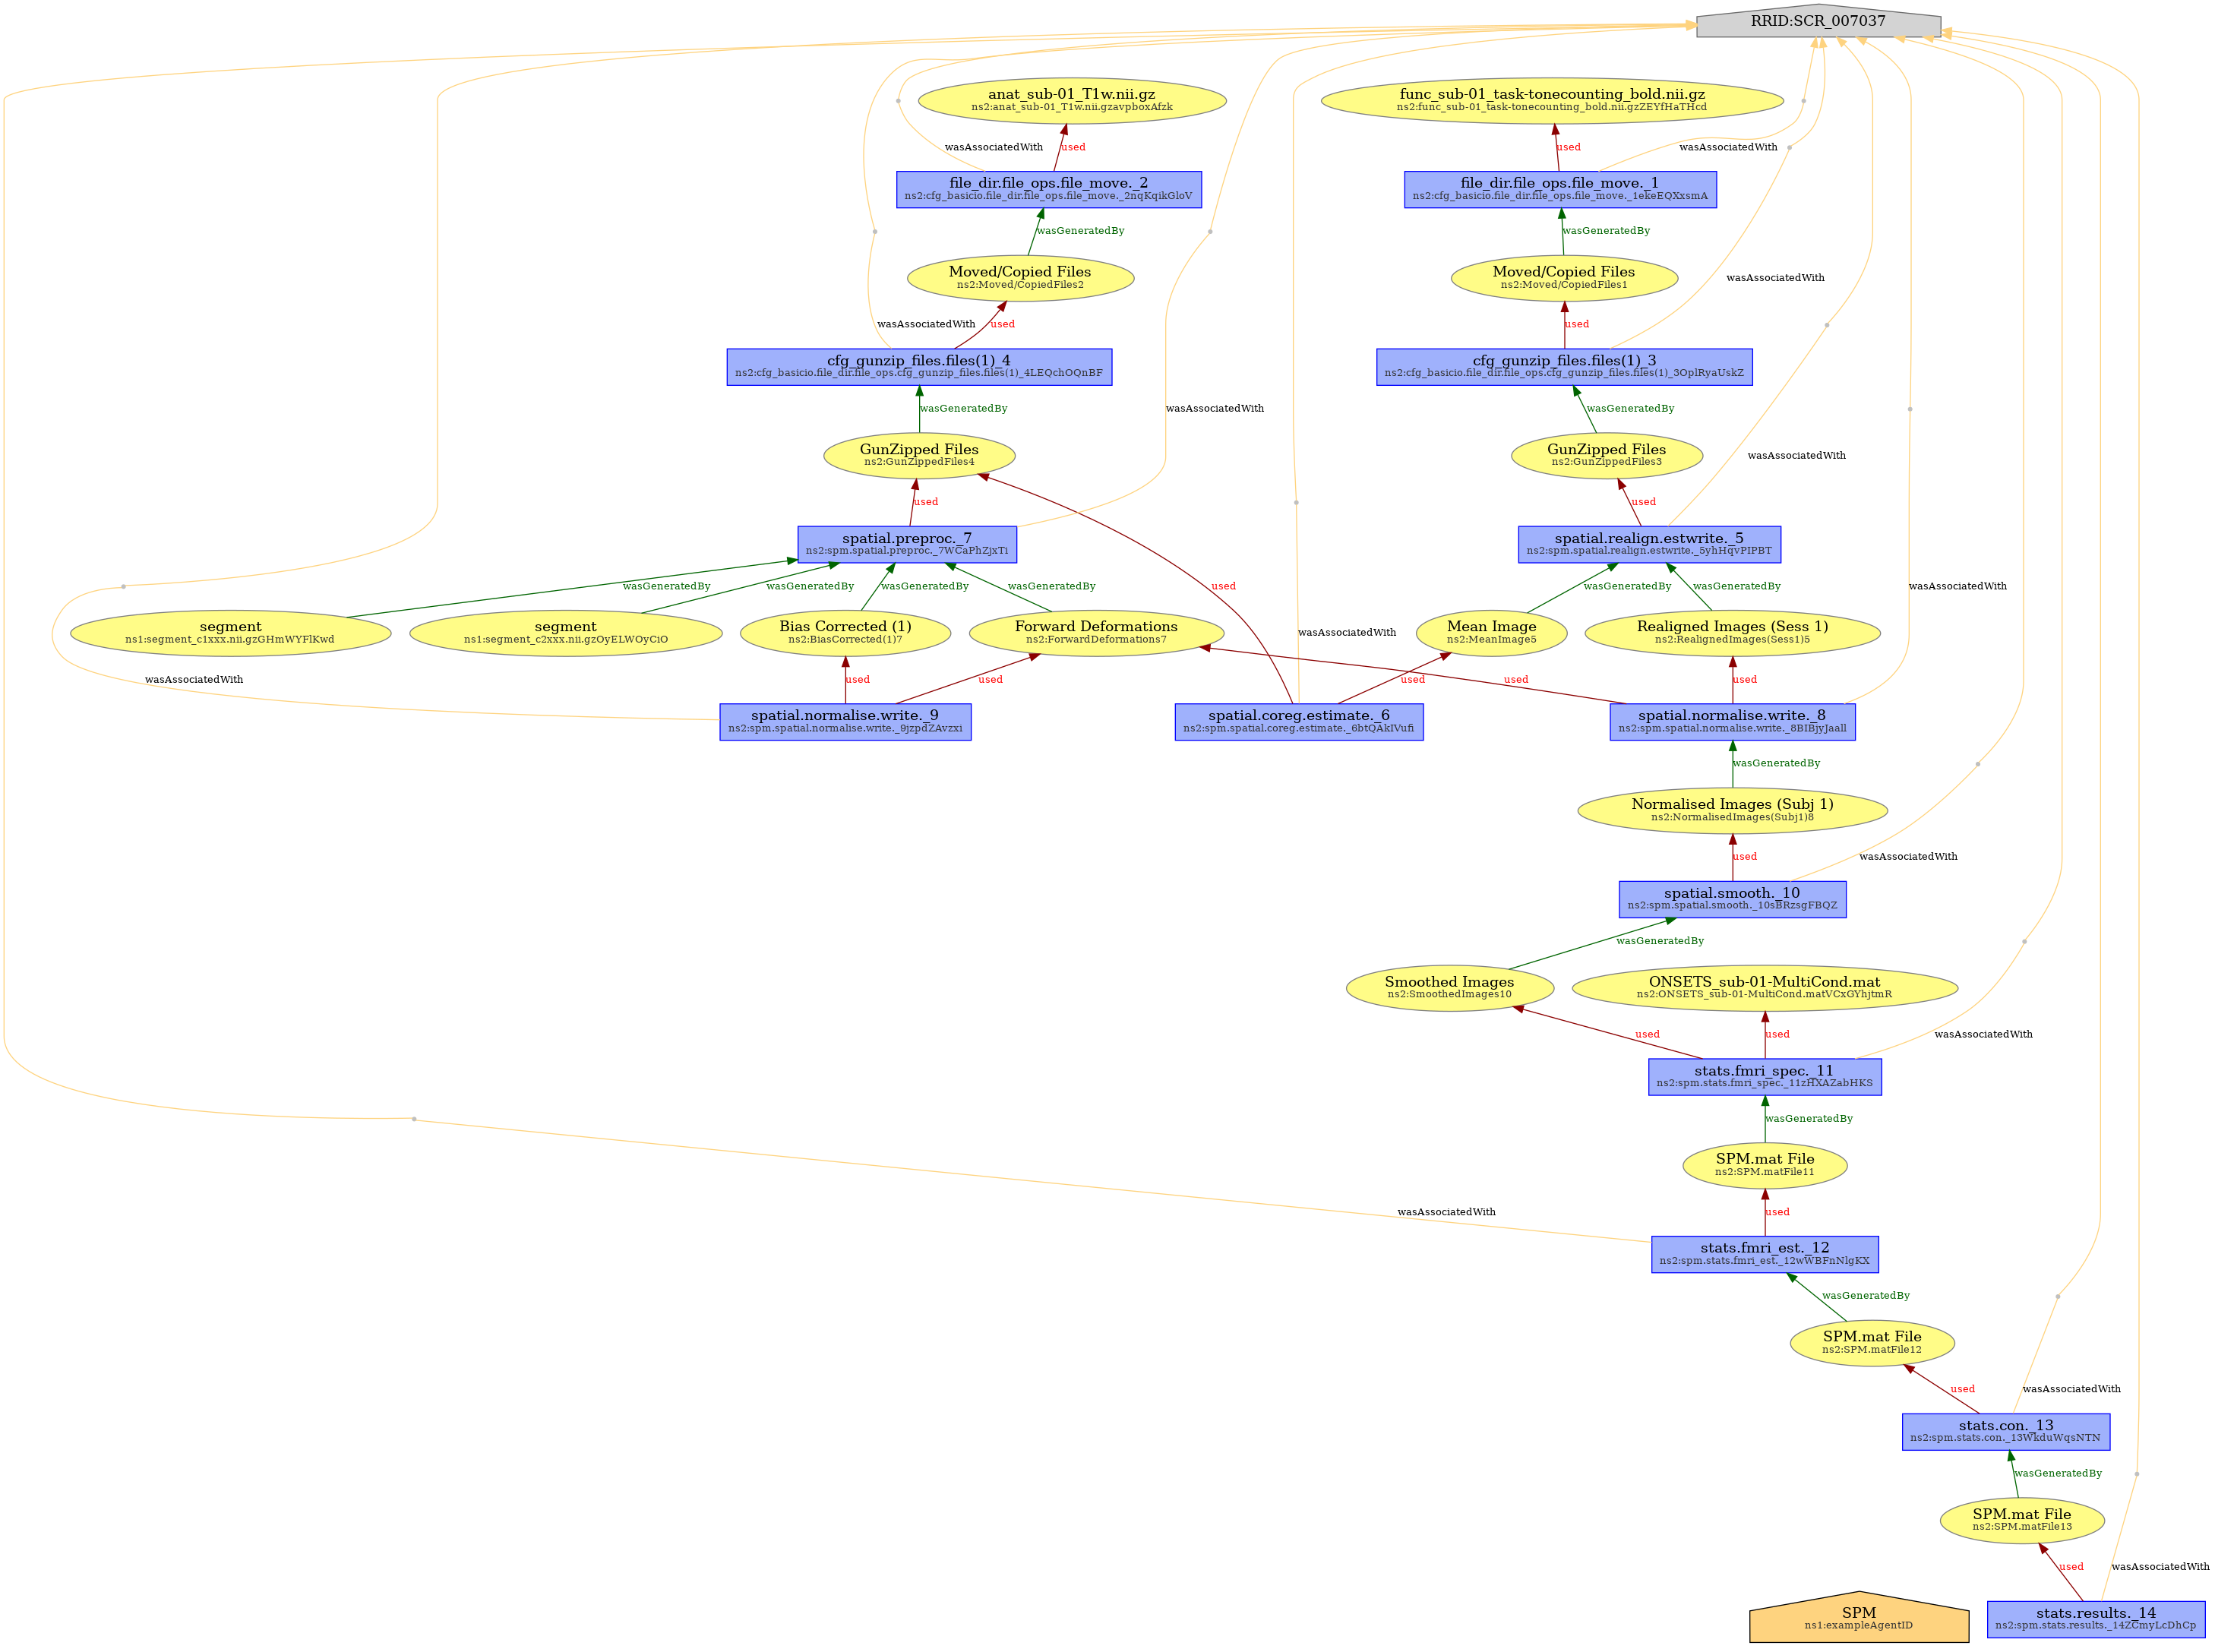 RRID:SCR_007037
anat_sub-01_T1w.nii.gz
ns2:anat_sub-01_T1w.nii.gzavpboxAfzk
func_sub-01_task-tonecounting_bold.nii.gz
ns2:func_sub-01_task-tonecounting_bold.nii.gzZEYfHaTHcd
wasAssociatedWith
used
used
wasAssociatedWith
file_dir.file_ops.file_move._2
ns2:cfg_basicio.file_dir.file_ops.file_move._2nqKqikGloV
file_dir.file_ops.file_move._1
ns2:cfg_basicio.file_dir.file_ops.file_move._1ekeEQXxsmA
wasGeneratedBy
wasGeneratedBy
Moved/Copied Files
ns2:Moved/CopiedFiles2
Moved/Copied Files
ns2:Moved/CopiedFiles1
wasAssociatedWith
wasAssociatedWith
used
used
cfg_gunzip_files.files(1)_4
ns2:cfg_basicio.file_dir.file_ops.cfg_gunzip_files.files(1)_4LEQchOQnBF
cfg_gunzip_files.files(1)_3
ns2:cfg_basicio.file_dir.file_ops.cfg_gunzip_files.files(1)_3OplRyaUskZ
wasGeneratedBy
wasAssociatedWith
wasGeneratedBy
GunZipped Files
ns2:GunZippedFiles4
GunZipped Files
ns2:GunZippedFiles3
wasAssociatedWith
used
used
spatial.preproc._7
ns2:spm.spatial.preproc._7WCaPhZjxTi
spatial.realign.estwrite._5
ns2:spm.spatial.realign.estwrite._5yhHqvPIPBT
wasGeneratedBy
wasGeneratedBy
wasGeneratedBy
wasGeneratedBy
used
wasGeneratedBy
wasGeneratedBy
wasAssociatedWith
segment
ns1:segment_c1xxx.nii.gzGHmWYFlKwd
segment
ns1:segment_c2xxx.nii.gzOyELWOyCiO
Bias Corrected (1)
ns2:BiasCorrected(1)7
Forward Deformations
ns2:ForwardDeformations7
wasAssociatedWith
Mean Image
ns2:MeanImage5
Realigned Images (Sess 1)
ns2:RealignedImages(Sess1)5
wasAssociatedWith
used
used
used
used
used
spatial.normalise.write._9
ns2:spm.spatial.normalise.write._9jzpdZAvzxi
spatial.coreg.estimate._6
ns2:spm.spatial.coreg.estimate._6btQAkIVufi
spatial.normalise.write._8
ns2:spm.spatial.normalise.write._8BIBjyJaall
wasGeneratedBy
Normalised Images (Subj 1)
ns2:NormalisedImages(Subj1)8
used
wasAssociatedWith
spatial.smooth._10
ns2:spm.spatial.smooth._10sBRzsgFBQZ
wasGeneratedBy
Smoothed Images
ns2:SmoothedImages10
ONSETS_sub-01-MultiCond.mat
ns2:ONSETS_sub-01-MultiCond.matVCxGYhjtmR
used
used
wasAssociatedWith
stats.fmri_spec._11
ns2:spm.stats.fmri_spec._11zHXAZabHKS
wasGeneratedBy
SPM.mat File
ns2:SPM.matFile11
wasAssociatedWith
used
stats.fmri_est._12
ns2:spm.stats.fmri_est._12wWBFnNlgKX
wasGeneratedBy
SPM.mat File
ns2:SPM.matFile12
used
wasAssociatedWith
stats.con._13
ns2:spm.stats.con._13WkduWqsNTN
wasGeneratedBy
SPM.mat File
ns2:SPM.matFile13
used
wasAssociatedWith
SPM
ns1:exampleAgentID
stats.results._14
ns2:spm.stats.results._14ZCmyLcDhCp